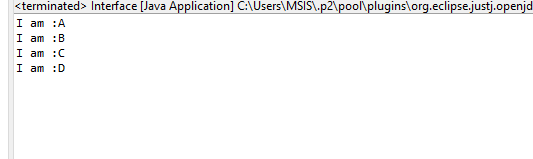 <terminated> Interface [Java Application] C:\Users\MSIS\.p2\pool\plugins\org.eclipse.justj.openjd
I am :A
I am :B
I am :C
I am :D